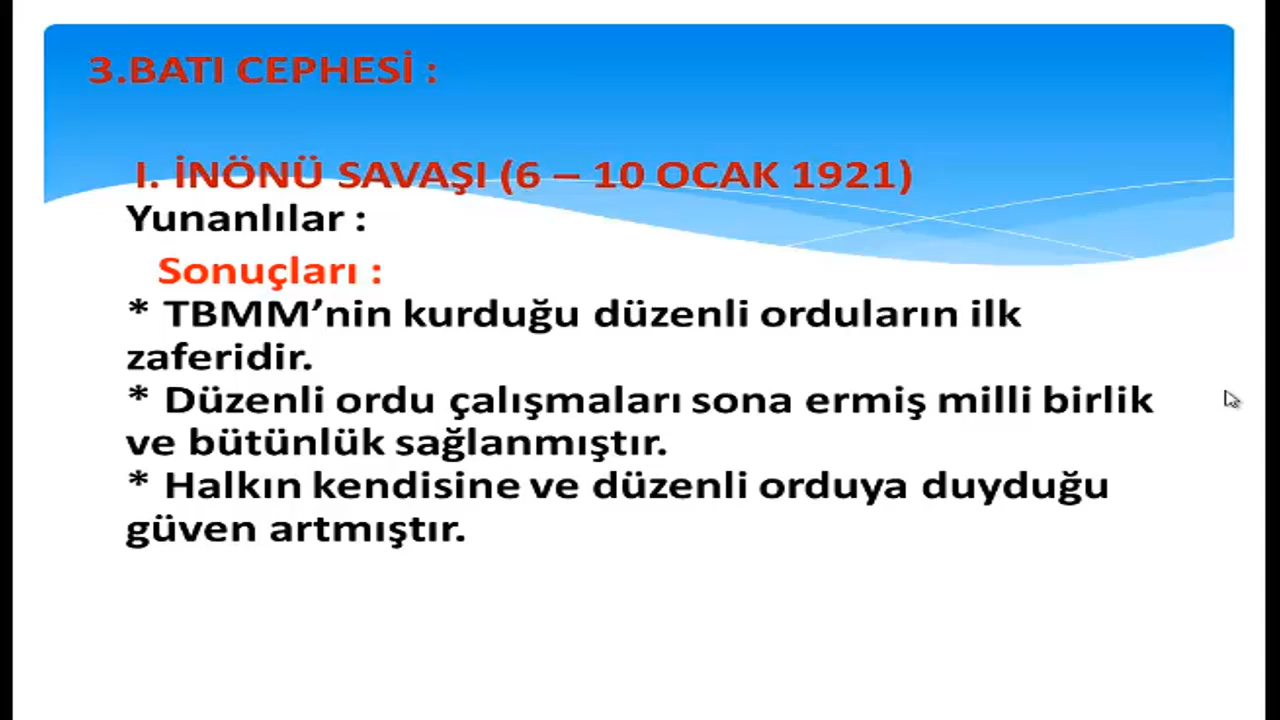 3.BATI CEPHESİ :
I. İNÖNÜ SAVAŞI (6 – 10 OCAK 1921)
Yunanlılar :
Sonuçları :
* TBMM’nin kurduğu düzenli orduların ilk
zaferidir.
* Düzenli ordu çalışmaları sona ermiş milli birlik
ve bütünlük sağlanmıştır.
* Halkın kendisine ve düzenli orduya duyduğu
güven artmıştır.